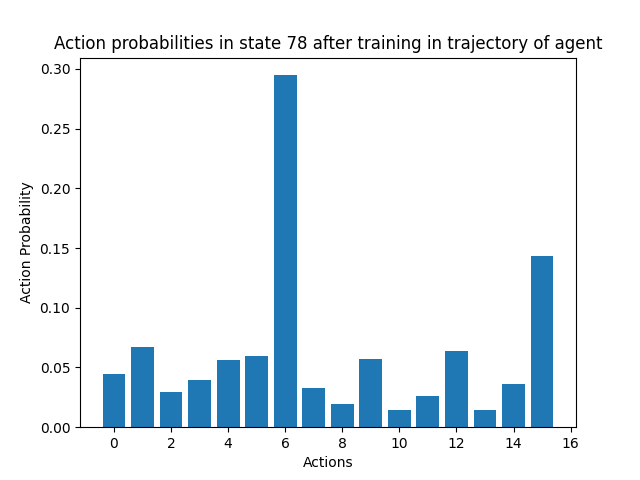 Action probabilities in state 78 after training in trajectory of agent
0.30
0.25
0.20
0.15
0.10
0.05
0.00
Action Probability
0 2 4 6 8 10 12 14 16
Actions